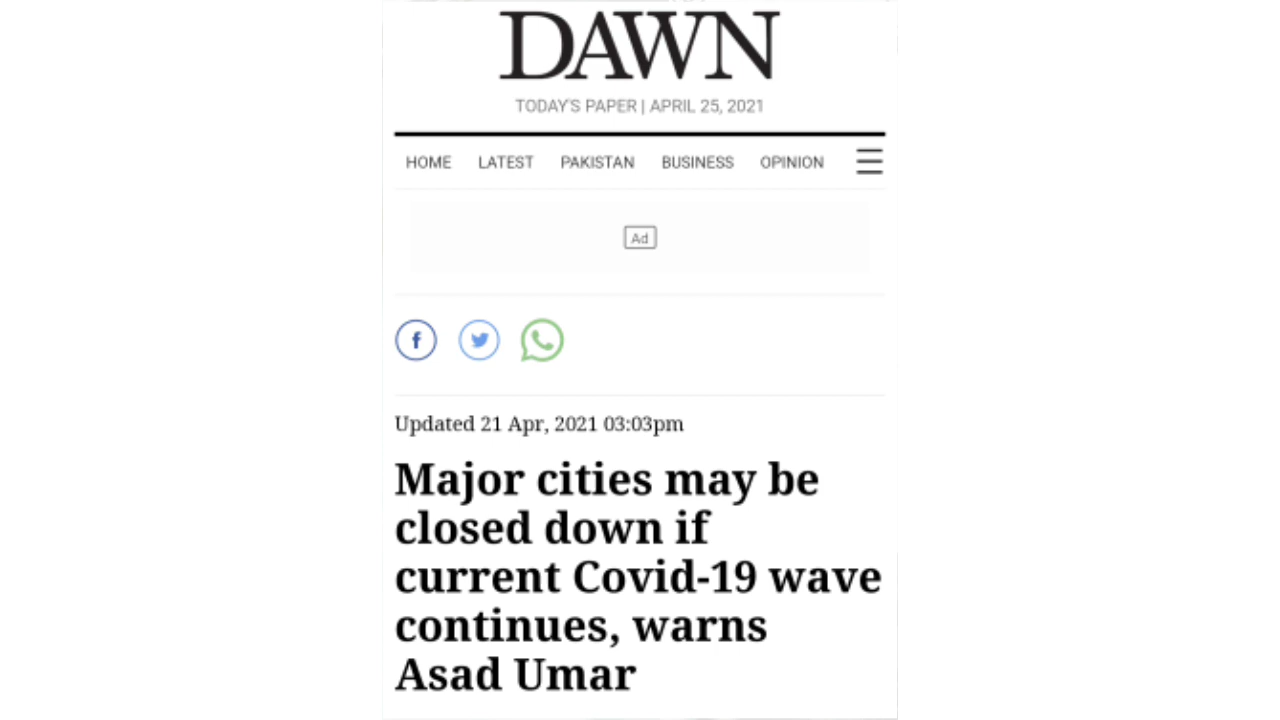 DAWN
TODAY'S PAPER | APRIL 25, 2021
HOME LATEST PAKISTAN BUSINESS OPINION
Ad
Updated 21 Apr, 2021 03:03pm
Major cities may be
closed down if
current Covid-19 wave
continues, warns
Asad Umar